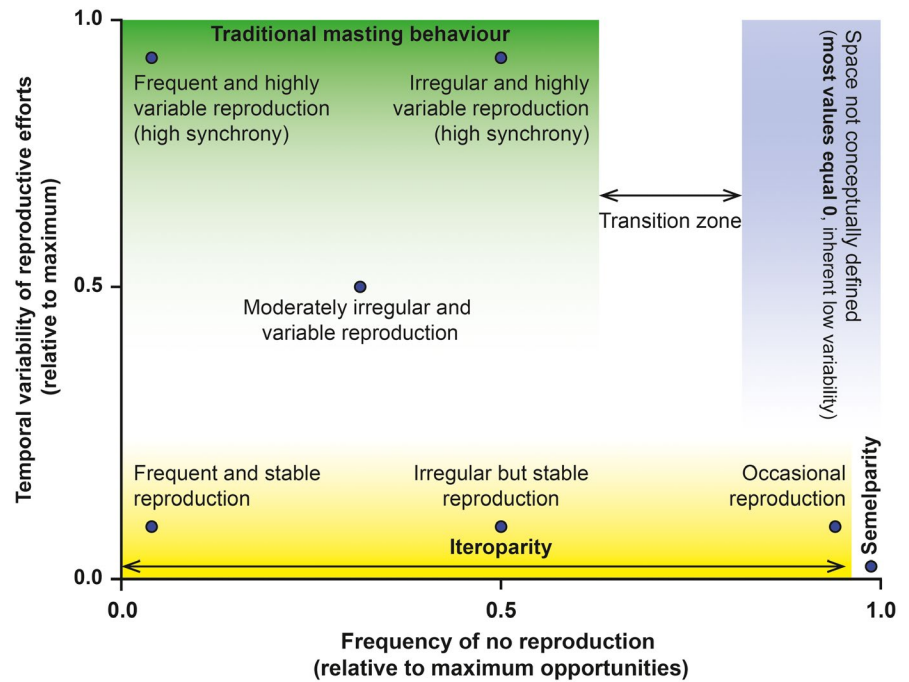 1.0
0.5
0.0
Temporal variability of reproductive efforts
(relative to maximum)
Traditional masting behaviour
Frequent and highly
variable reproduction
(high synchrony)
Irregular and highly
variable reproduction
(high synchrony)
Transition zone
Space not conceptually defined
(most values equal 0, inherent low variability)
Moderately irregular and
variable reproduction
Frequent and stable
reproduction
Irregular but stable
reproduction
Occasional
reproduction
Semelparity
Iteroparity
0.0
0.5
1.0
Frequency of no reproduction
(relative to maximum opportunities)